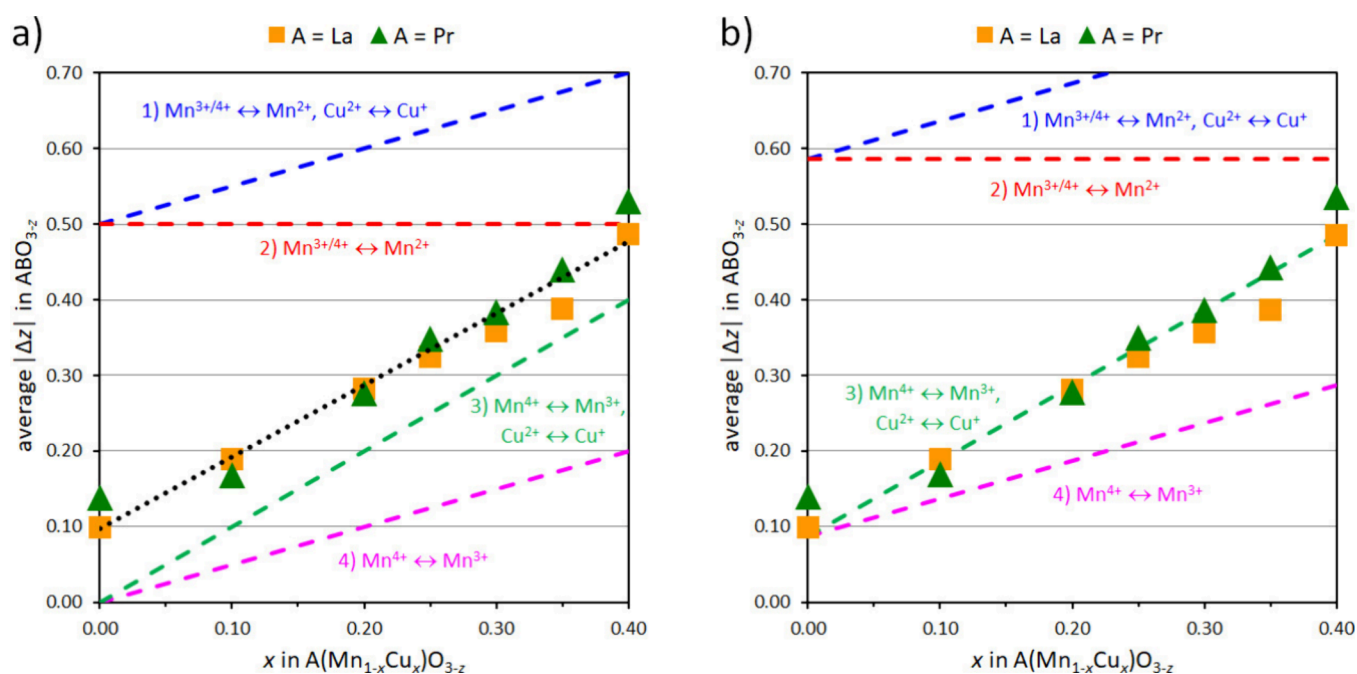 a)
A = La A = Pr
0.70
0.60
0.50
0.40
0.30
0.20
0.10
0.00
average |Δz| in ABO₃₋z
1) Mn³⁺/⁴⁺ ↔ Mn²⁺, Cu²⁺ ↔ Cu⁺
2) Mn³⁺/⁴⁺ ↔ Mn²⁺
3) Mn⁴⁺ ↔ Mn³⁺,
Cu²⁺ ↔ Cu⁺
4) Mn⁴⁺ ↔ Mn³⁺
0.00 0.10 0.20 0.30 0.40
x in A(Mn₁₋ₓCuₓ)O₃₋z
b)
A = La A = Pr
0.70
0.60
0.50
0.40
0.30
0.20
0.10
0.00
average |Δz| in ABO₃₋z
1) Mn³⁺/⁴⁺ ↔ Mn²⁺, Cu²⁺ ↔ Cu⁺
2) Mn³⁺/⁴⁺ ↔ Mn²⁺
3) Mn⁴⁺ ↔ Mn³⁺,
Cu²⁺ ↔ Cu⁺
4) Mn⁴⁺ ↔ Mn³⁺
0.00 0.10 0.20 0.30 0.40
x in A(Mn₁₋ₓCuₓ)O₃₋z